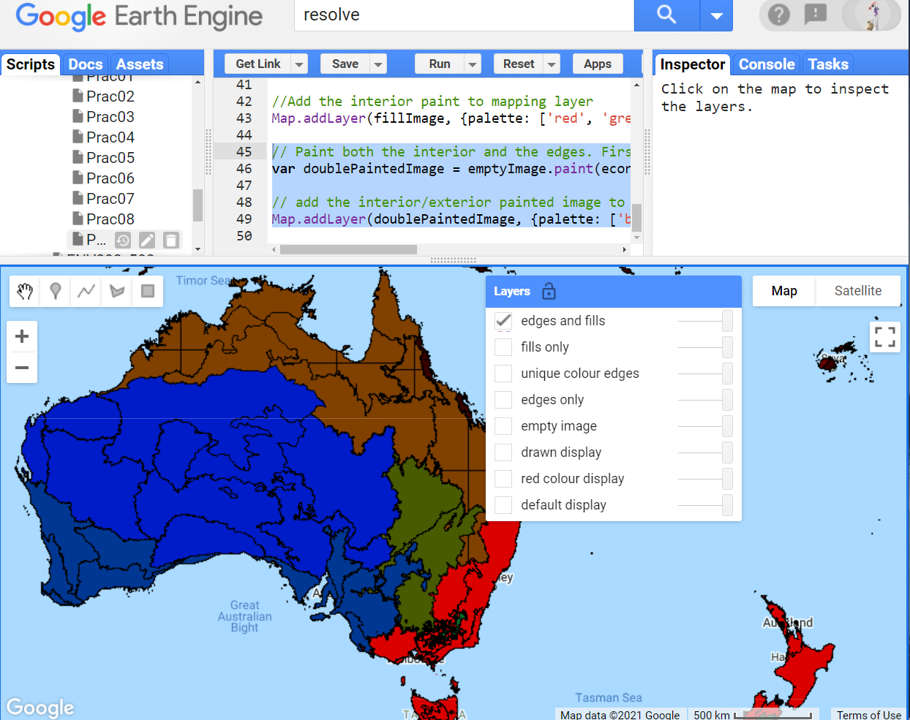 Google Earth Engine
resolve
Scripts Docs Assets
Get Link Save Run Reset Apps
Inspector Console Tasks
Prac01
Prac02
Prac03
Prac04
Prac05
Prac06
Prac07
Prac08
P...
41
42 //Add the interior paint to mapping layer
43 Map.addLayer(fillImage, {palette: ['red', 'gre
44
45 // Paint both the interior and the edges. Firs
46 var doublePaintedImage = emptyImage.paint(ecor
47
48 // add the interior/exterior painted image to
49 Map.addLayer(doublePaintedImage, {palette: ['b
50
Click on the map to inspect
the layers.
Timor Sea
Layers
edges and fills
fills only
unique colour edges
edges only
empty image
drawn display
red colour display
default display
Map Satellite
Great
Australian
Bight
Tasman Sea
Google
Map data ©2021 Google 500 km Terms of Use